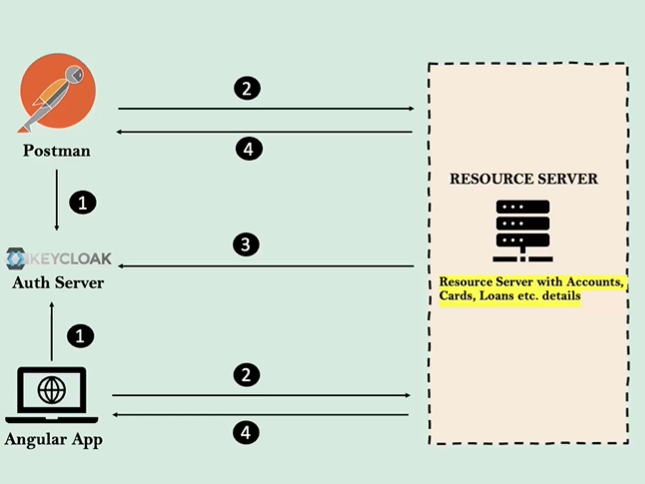 2
4
Postman
1
RESOURCE SERVER
KEYCLOAK
3
Auth Server
Resource Server with Accounts,
Cards, Loans etc. details
1
2
4
Angular App